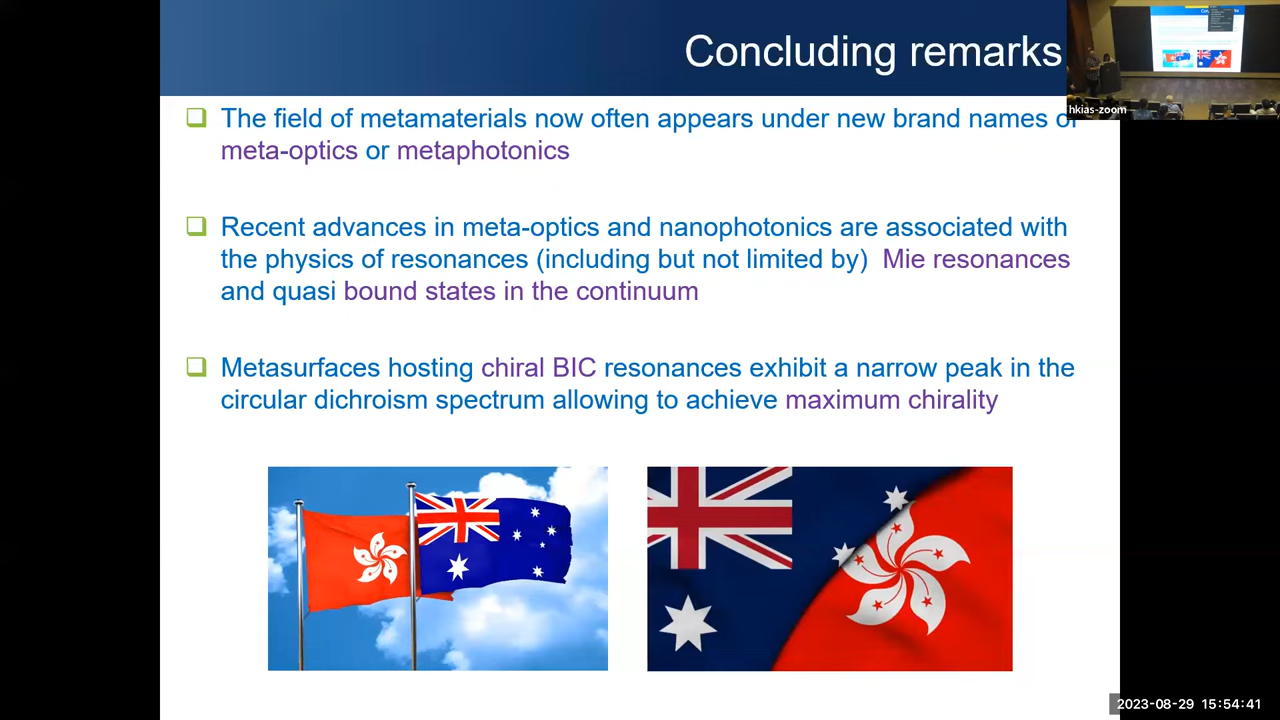 Concluding remarks
hkias-zoom
The field of metamaterials now often appears under new brand names of
meta-optics or metaphotonics
Recent advances in meta-optics and nanophotonics are associated with
the physics of resonances (including but not limited by) Mie resonances
and quasi bound states in the continuum
Metasurfaces hosting chiral BIC resonances exhibit a narrow peak in the
circular dichroism spectrum allowing to achieve maximum chirality
2023-08-29 15:54:41